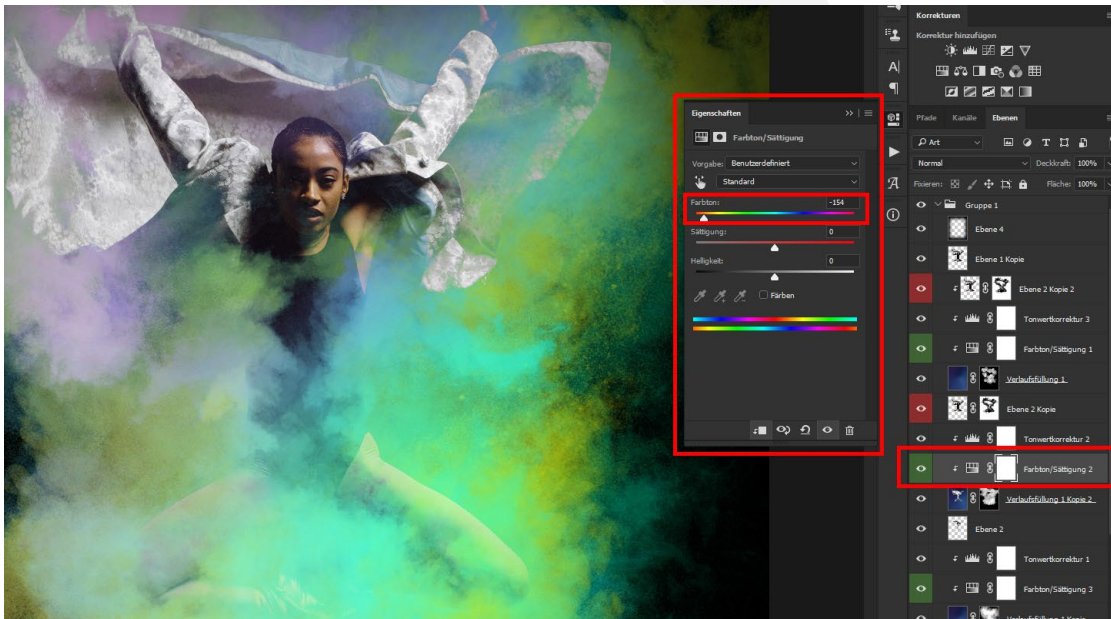 Korrekturen
Korrektur hinzufügen
Eigenschaften
Farbton/Sättigung
Vorgabe: Benutzerdefiniert
Standard
Farbton: -154
Sättigung: 0
Helligkeit: 0
Färben
Pfade Kanäle Ebenen
Art
Normal Deckkraft: 100%
Fixieren: Fläche: 100%
Gruppe 1
Ebene 4
Ebene 1 Kopie
Ebene 2 Kopie 2
Tonwertkorrektur 3
Farbton/Sättigung 1
Verlaufsfüllung 1
Ebene 2 Kopie
Tonwertkorrektur 2
Farbton/Sättigung 2
Verlaufsfüllung 1 Kopie 2
Ebene 2
Tonwertkorrektur 1
Farbton/Sättigung 3
Verlaufsfüllung 1 Kopie